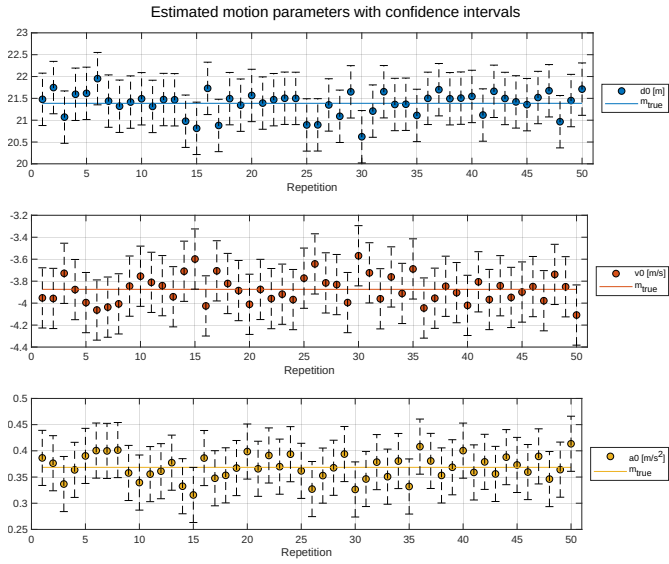 Estimated motion parameters with confidence intervals
23
22.5
22
21.5
21
20.5
20
0 5 10 15 20 25 30 35 40 45 50
Repetition
d0 [m]
m_true
-3.2
-3.4
-3.6
-3.8
-4
-4.2
-4.4
0 5 10 15 20 25 30 35 40 45 50
Repetition
v0 [m/s]
m_true
0.5
0.45
0.4
0.35
0.3
0.25
0 5 10 15 20 25 30 35 40 45 50
Repetition
a0 [m/s²]
m_true